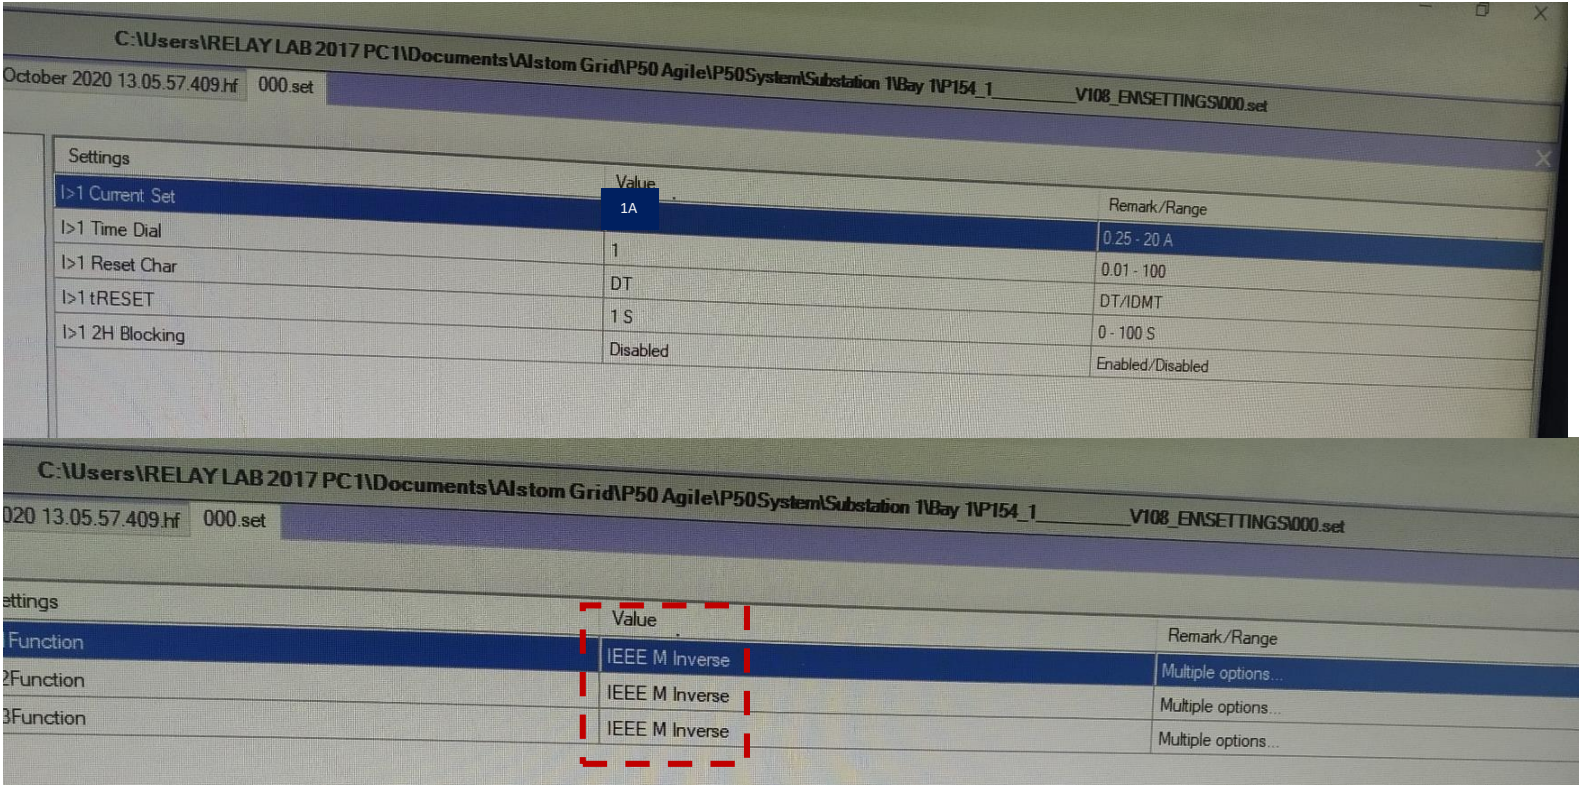 C:\Users\RELAY LAB 2017 PC1\Documents\Alstom Grid\P50 Agile\P50System\Substation 1\Bay 1\P154_1__________V108_EN\SETTINGS\000.set
October 2020 13.05.57.409.hf 000.set
Settings Value Remark/Range
I>1 Current Set 1A 0.25 - 20 A
I>1 Time Dial 1 0.01 - 100
I>1 Reset Char DT DT/IDMT
I>1 tRESET 1 S 0 - 100 S
I>1 2H Blocking Disabled Enabled/Disabled
C:\Users\RELAY LAB 2017 PC1\Documents\Alstom Grid\P50 Agile\P50System\Substation 1\Bay 1\P154_1__________V108_EN\SETTINGS\000.set
020 13.05.57.409.hf 000.set
ettings Value Remark/Range
Function IEEE M Inverse Multiple options...
2Function IEEE M Inverse Multiple options...
3Function IEEE M Inverse Multiple options...